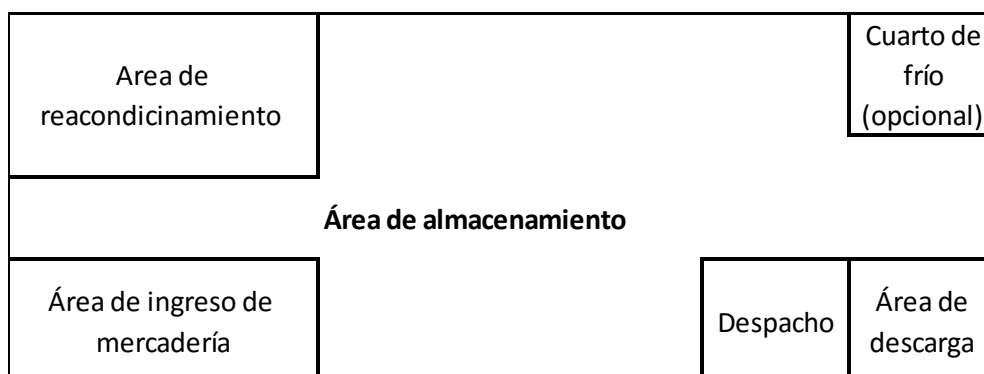 Area de
reacondicinamiento
Cuarto de
frío
(opcional)
Área de almacenamiento
Área de ingreso de
mercadería
Despacho
Área de
descarga